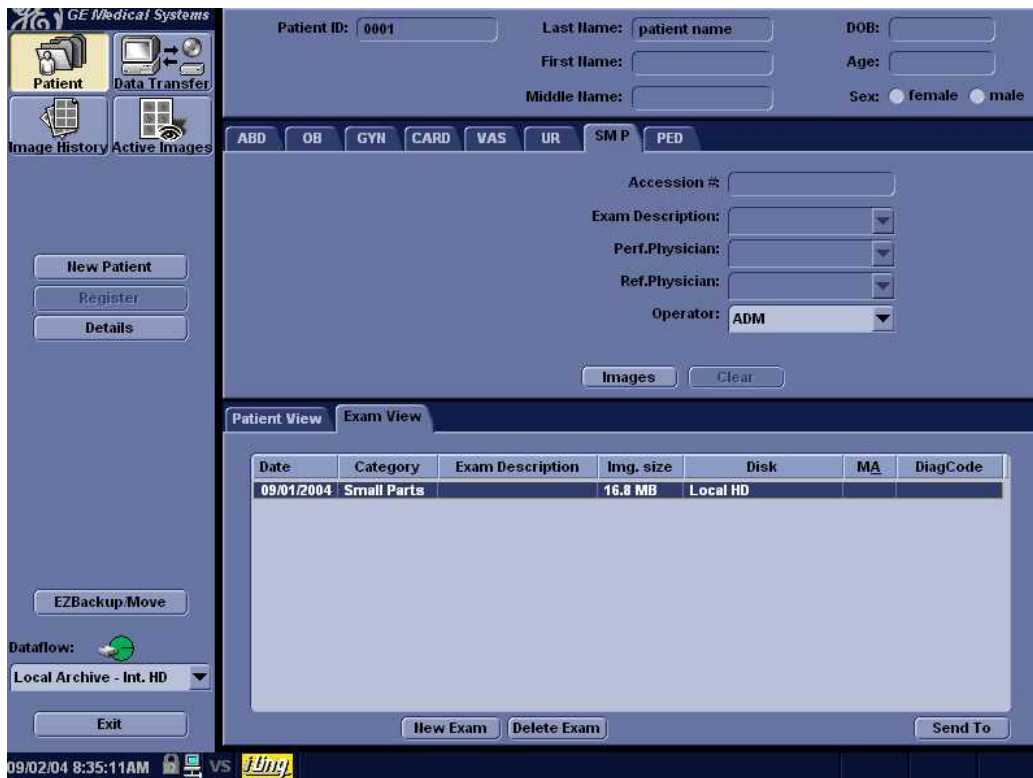 GE Medical Systems
Patient
Data Transfer
Image History
Active Images
Patient ID: 0001
Last Name: patient name
DOB:
First Name:
Age:
Middle Name:
Sex: female male
ABD OB GYN CARD VAS UR SM P PED
Accession #:
Exam Description:
Perf.Physician:
Ref.Physician:
Operator: ADM
Images Clear
New Patient
Register
Details
Patient View Exam View
Date Category Exam Description Img. size Disk MA DiagCode
09/01/2004 Small Parts 16.8 MB Local HD
EZBackup/Move
Dataflow:
Local Archive - Int. HD
Exit
New Exam Delete Exam Send To
09/02/04 8:35:11AM VS